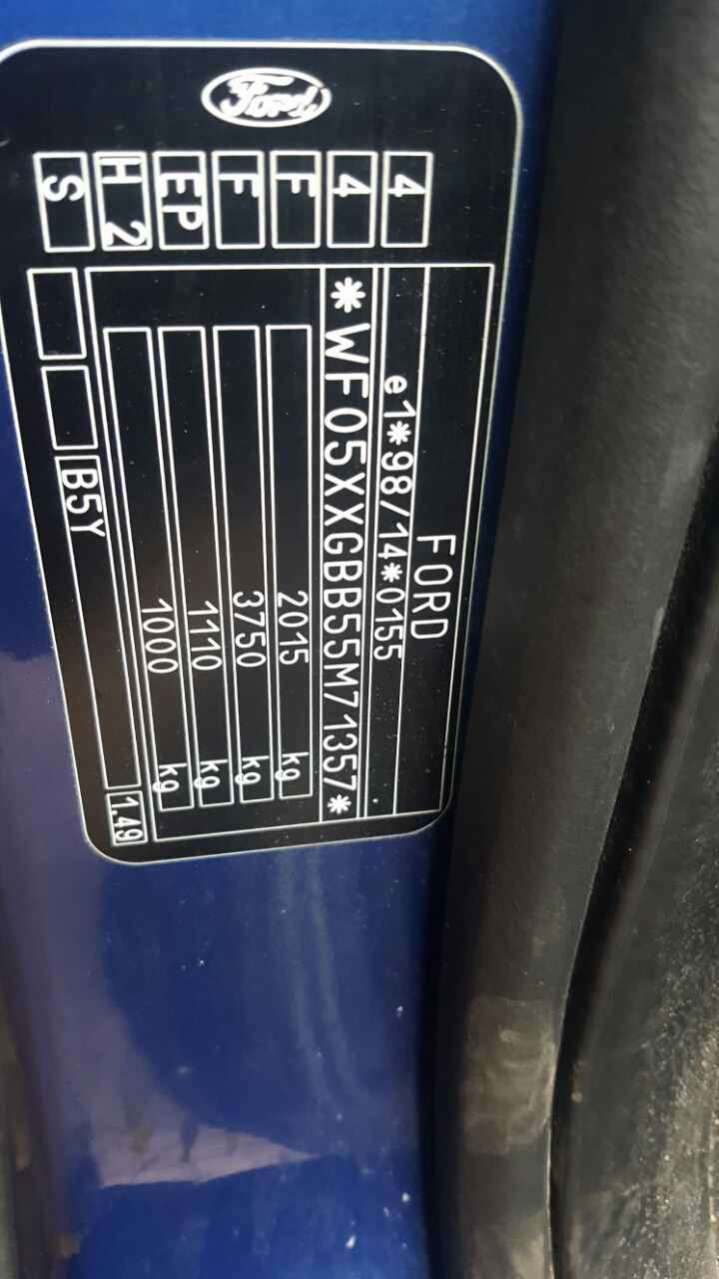 Ford
FORD
e1*98/14*0155
*WF05XXGBB55M71357*
2015 kg
3750 kg
1110 kg
1000 kg
B5Y 1.49
4
4
F
F
EP
H 2
S